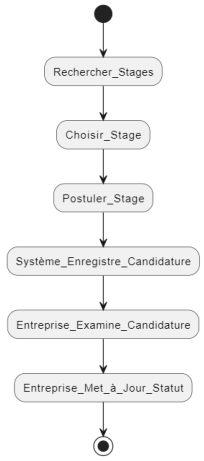 Rechercher_Stages
Choisir_Stage
Postuler_Stage
Système_Enregistre_Candidature
Entreprise_Examine_Candidature
Entreprise_Met_à_Jour_Statut